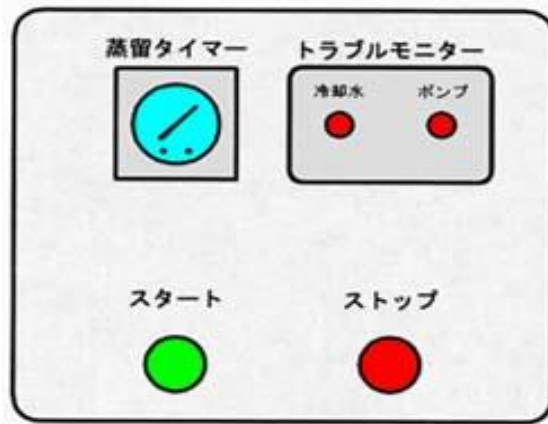 蒸留タイマー
トラブルモニター
冷却水
ポンプ
スタート
ストップ